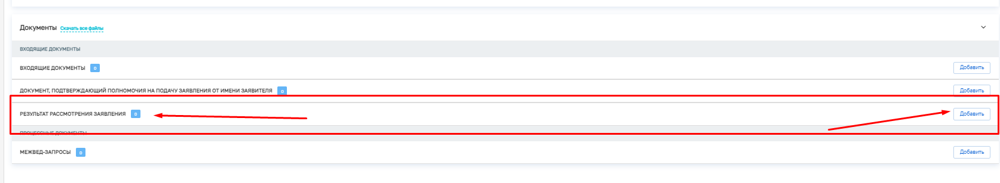 Документы Скачать все файлы
ВХОДЯЩИЕ ДОКУМЕНТЫ
ВХОДЯЩИЕ ДОКУМЕНТЫ 0 Добавить
ДОКУМЕНТ, ПОДТВЕРЖДАЮЩИЙ ПОЛНОМОЧИЯ НА ПОДАЧУ ЗАЯВЛЕНИЯ ОТ ИМЕНИ ЗАЯВИТЕЛЯ 0 Добавить
РЕЗУЛЬТАТ РАССМОТРЕНИЯ ЗАЯВЛЕНИЯ 0 Добавить
ПРОЦЕССНЫЕ ДОКУМЕНТЫ
МЕЖВЕД-ЗАПРОСЫ 0 Добавить